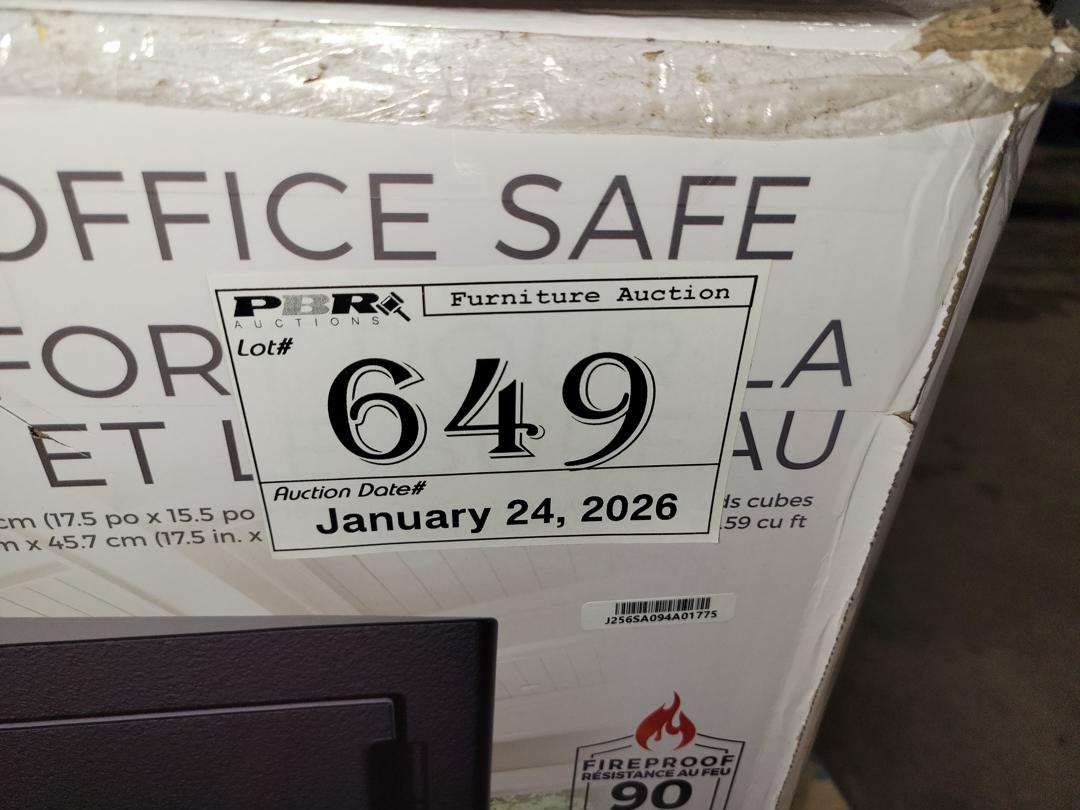 OFFICE SAFE
PBR
AUCTIONS
Furniture Auction
Lot#
649
Auction Date#
January 24, 2026
LA
ET L
AU
cm (17.5 po x 15.5 po
ds cubes
m x 45.7 cm (17.5 in. x
.59 cu ft
J256SA094A01775
FIREPROOF
RÉSISTANCE AU FEU
90